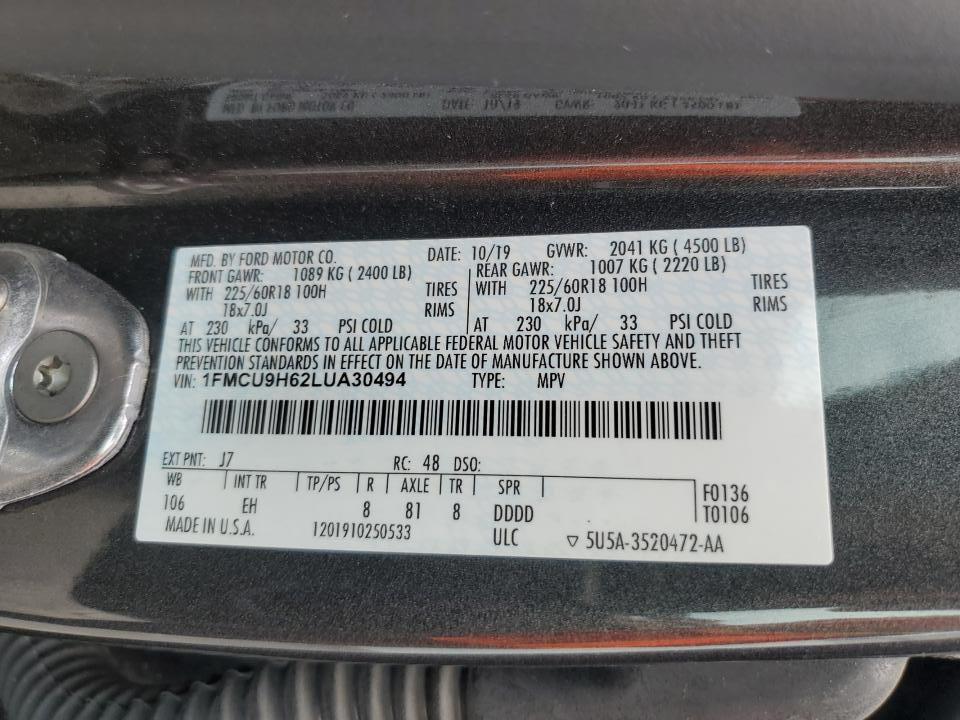 MFD. BY FORD MOTOR CO. DATE: 10/19 GVWR: 2041 KG ( 4500 LB)
FRONT GAWR: 1089 KG ( 2400 LB) REAR GAWR: 1007 KG ( 2220 LB)
WITH 225/60R18 100H TIRES WITH 225/60R18 100H TIRES
18x7.0J RIMS 18x7.0J RIMS
AT 230 kPa/ 33 PSI COLD AT 230 kPa/ 33 PSI COLD
THIS VEHICLE CONFORMS TO ALL APPLICABLE FEDERAL MOTOR VEHICLE SAFETY AND THEFT
PREVENTION STANDARDS IN EFFECT ON THE DATE OF MANUFACTURE SHOWN ABOVE.
VIN: 1FMCU9H62LUA30494 TYPE: MPV
EXT PNT: J7 RC: 48 DSO:
WB INT TR TP/PS R AXLE TR SPR F0136
106 EH 8 81 8 DDDD T0106
MADE IN U.S.A. 1201910250533 ULC 5U5A-3520472-AA